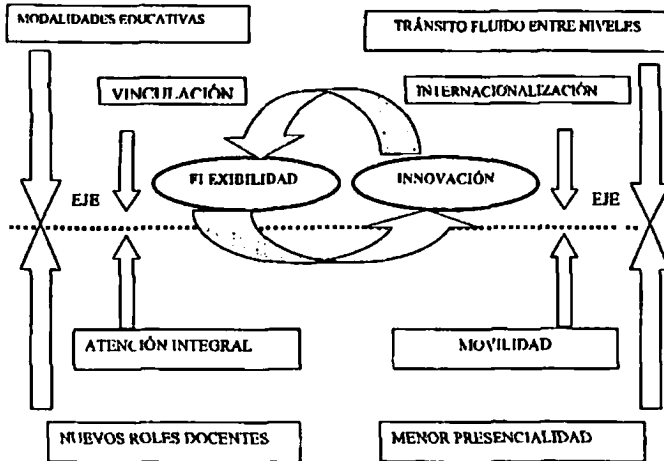 MODALIDADES EDUCATIVAS
TRÁNSITO FLUIDO ENTRE NIVELES
VINCULACIÓN
INTERNACIONALIZACIÓN
FLEXIBILIDAD
INNOVACIÓN
EJE
EJE
ATENCIÓN INTEGRAL
MOVILIDAD
NUEVOS ROLES DOCENTES
MENOR PRESENCIALIDAD